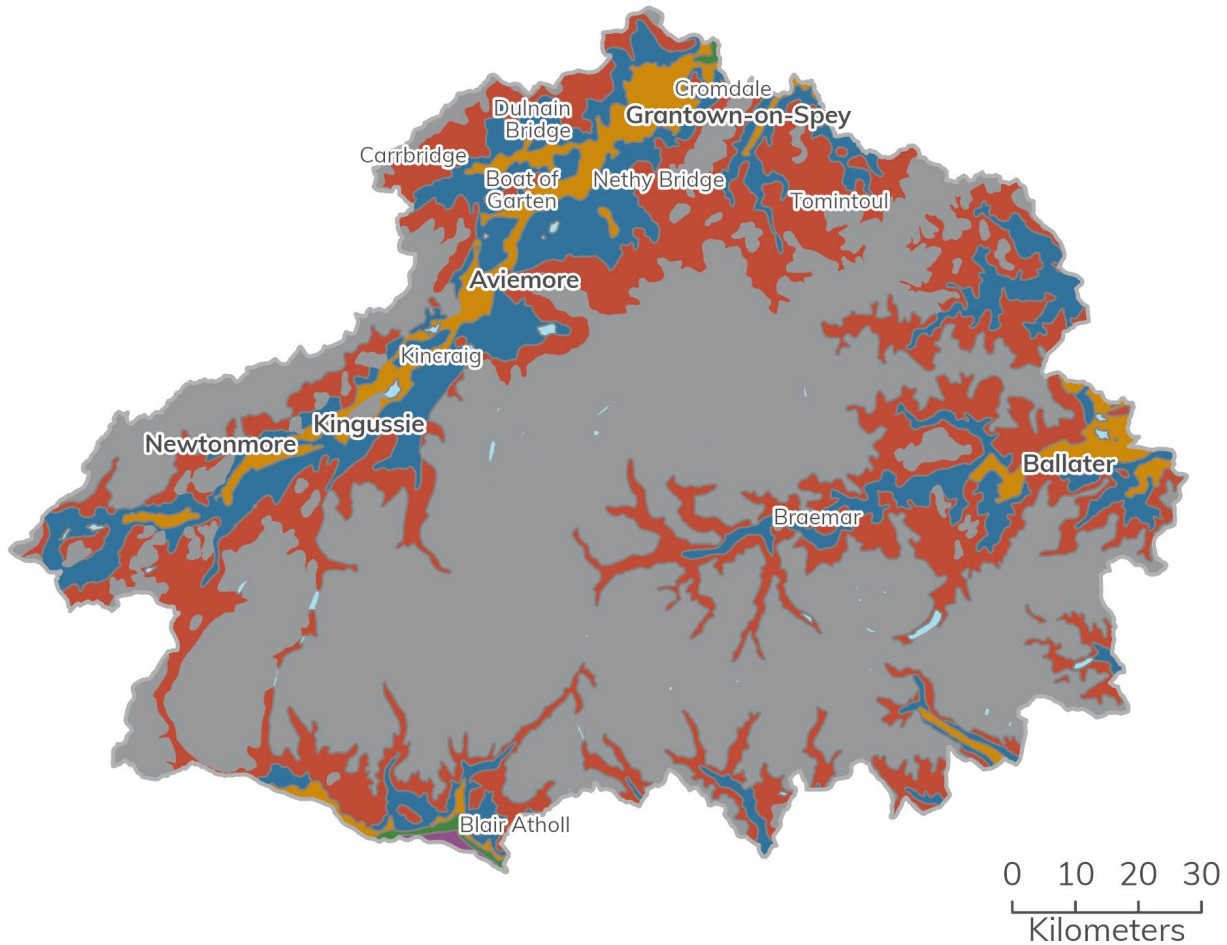 Cromdale
Dulnain
Bridge
Grantown-on-Spey
Carrbridge
Boat of
Garten
Nethy Bridge
Tomintoul
Aviemore
Kincraig
Kingussie
Newtonmore
Ballater
Braemar
Blair Atholl
0 10 20 30
Kilometers